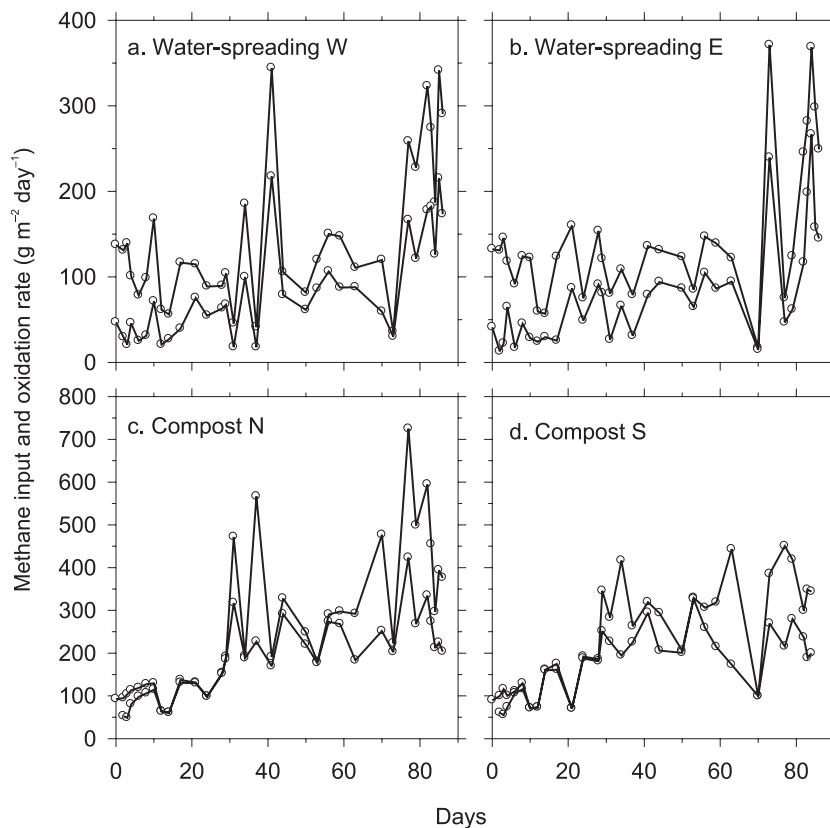 400
300
200
100
0
a. Water-spreading W
b. Water-spreading E
800
700
600
500
400
300
200
100
0
c. Compost N
d. Compost S
0 20 40 60 80 0 20 40 60 80
Methane input and oxidation rate (g m⁻² day⁻¹)
Days